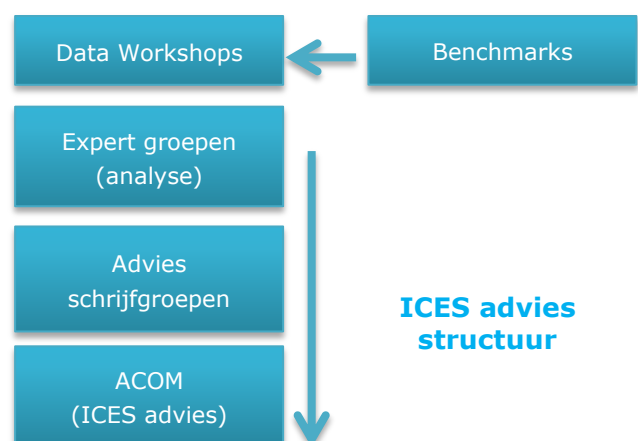 Data Workshops
Benchmarks
Expert groepen
(analyse)
Advies
schrijfgroepen
ICES advies
structuur
ACOM
(ICES advies)